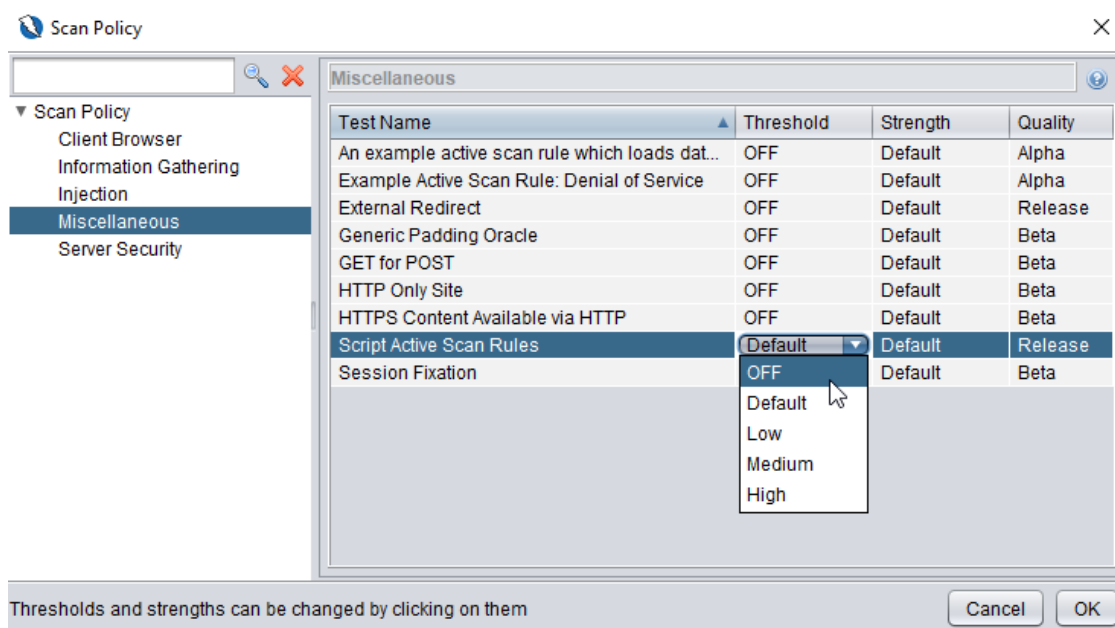 Scan Policy
Miscellaneous
Scan Policy
Client Browser
Information Gathering
Injection
Miscellaneous
Server Security
Test Name Threshold Strength Quality
An example active scan rule which loads dat... OFF Default Alpha
Example Active Scan Rule: Denial of Service OFF Default Alpha
External Redirect OFF Default Release
Generic Padding Oracle OFF Default Beta
GET for POST OFF Default Beta
HTTP Only Site OFF Default Beta
HTTPS Content Available via HTTP OFF Default Beta
Script Active Scan Rules Default Default Release
Session Fixation Default Beta
OFF
Default
Low
Medium
High
Thresholds and strengths can be changed by clicking on them
Cancel OK